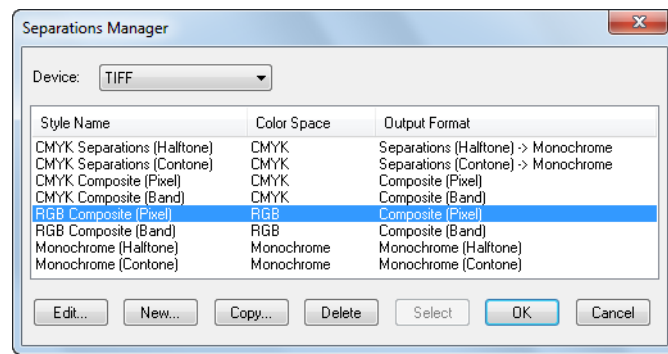 Separations Manager
Device: TIFF
Style Name Color Space Output Format
CMYK Separations (Halftone) CMYK Separations (Halftone) -> Monochrome
CMYK Separations (Contone) CMYK Separations (Contone) -> Monochrome
CMYK Composite (Pixel) CMYK Composite (Pixel)
CMYK Composite (Band) CMYK Composite (Band)
RGB Composite (Pixel) RGB Composite (Pixel)
RGB Composite (Band) RGB Composite (Band)
Monochrome (Halftone) Monochrome Monochrome (Halftone)
Monochrome (Contone) Monochrome Monochrome (Contone)
Edit... New... Copy... Delete Select OK Cancel